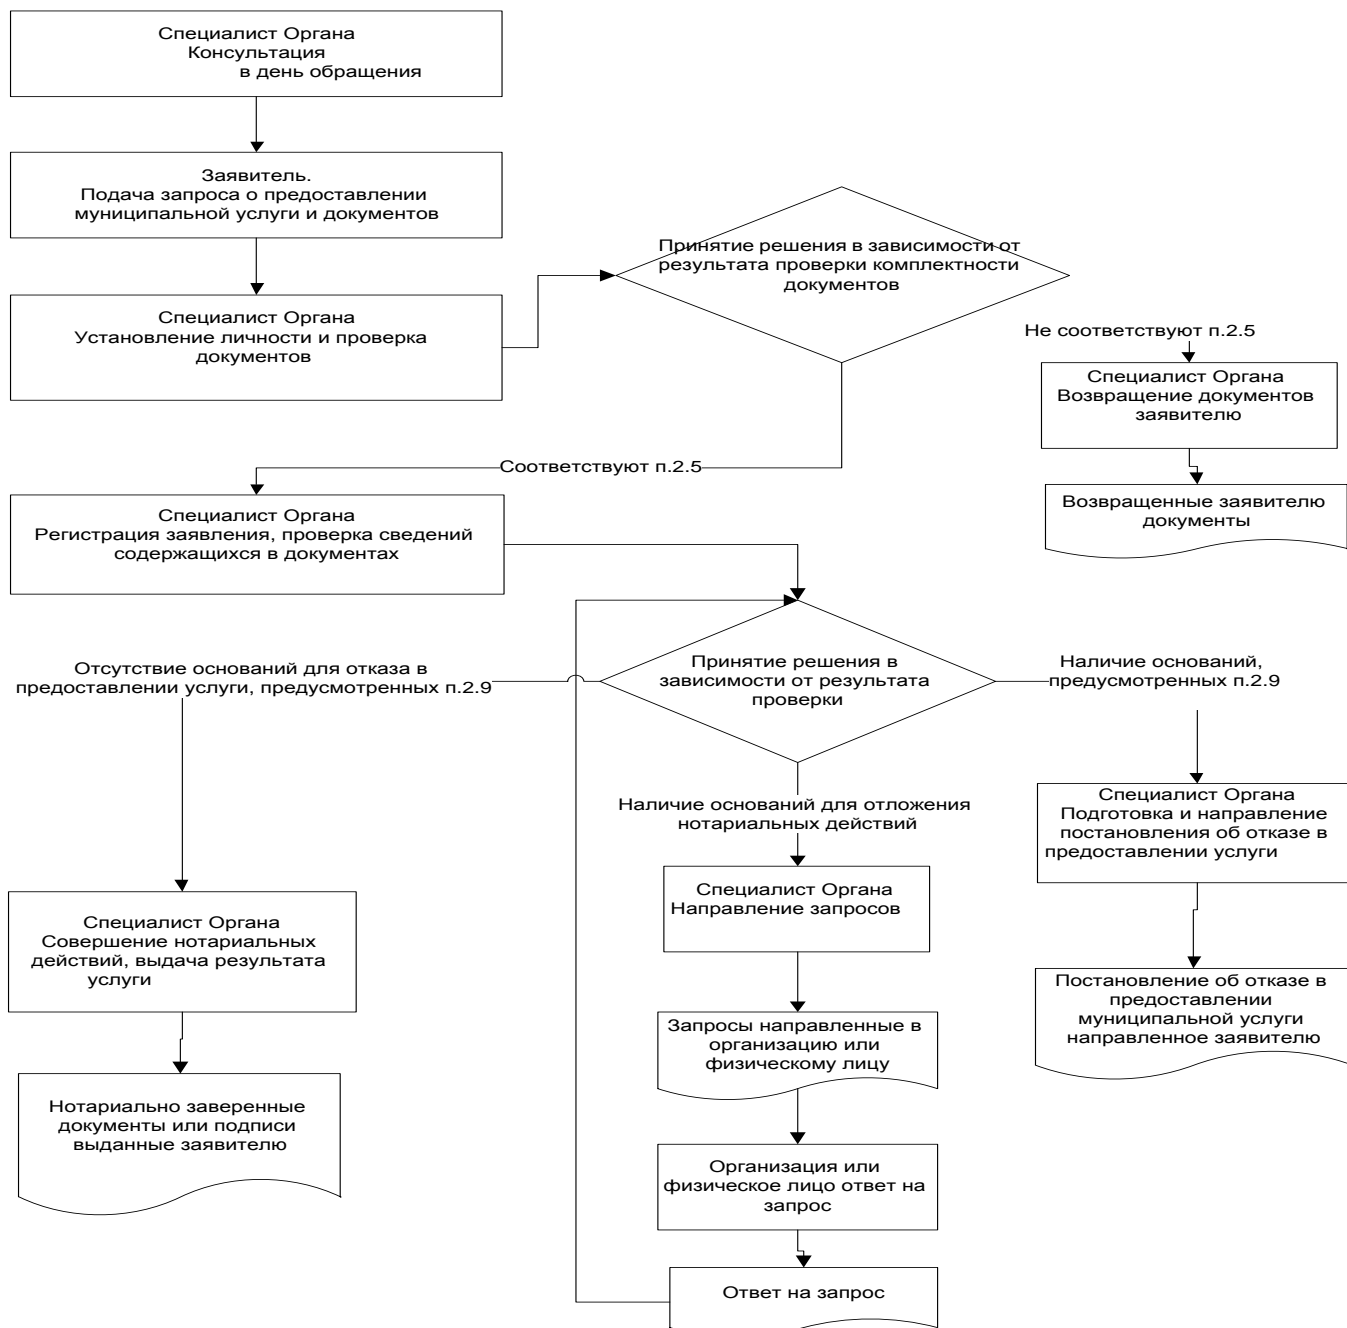 Специалист Органа
Консультация
в день обращения
Заявитель.
Подача запроса о предоставлении
муниципальной услуги и документов
Специалист Органа
Установление личности и проверка
документов
Принятие решения в зависимости от
результата проверки комплектности
документов
Не соответствуют п.2.5
Специалист Органа
Возвращение документов
заявителю
Возвращенные заявителю
документы
Соответствуют п.2.5
Специалист Органа
Регистрация заявления, проверка сведений
содержащихся в документах
Принятие решения в
зависимости от результата
проверки
Отсутствие оснований для отказа в
предоставлении услуги, предусмотренных п.2.9
Наличие оснований,
предусмотренных п.2.9
Наличие оснований для отложения
нотариальных действий
Специалист Органа
Подготовка и направление
постановления об отказе в
предоставлении услуги
Специалист Органа
Направление запросов
Специалист Органа
Совершение нотариальных
действий, выдача результата
услуги
Постановление об отказе в
предоставлении
муниципальной услуги
направленное заявителю
Запросы направленные в
организацию или
физическому лицу
Нотариально заверенные
документы или подписи
выданные заявителю
Организация или
физическое лицо ответ на
запрос
Ответ на запрос